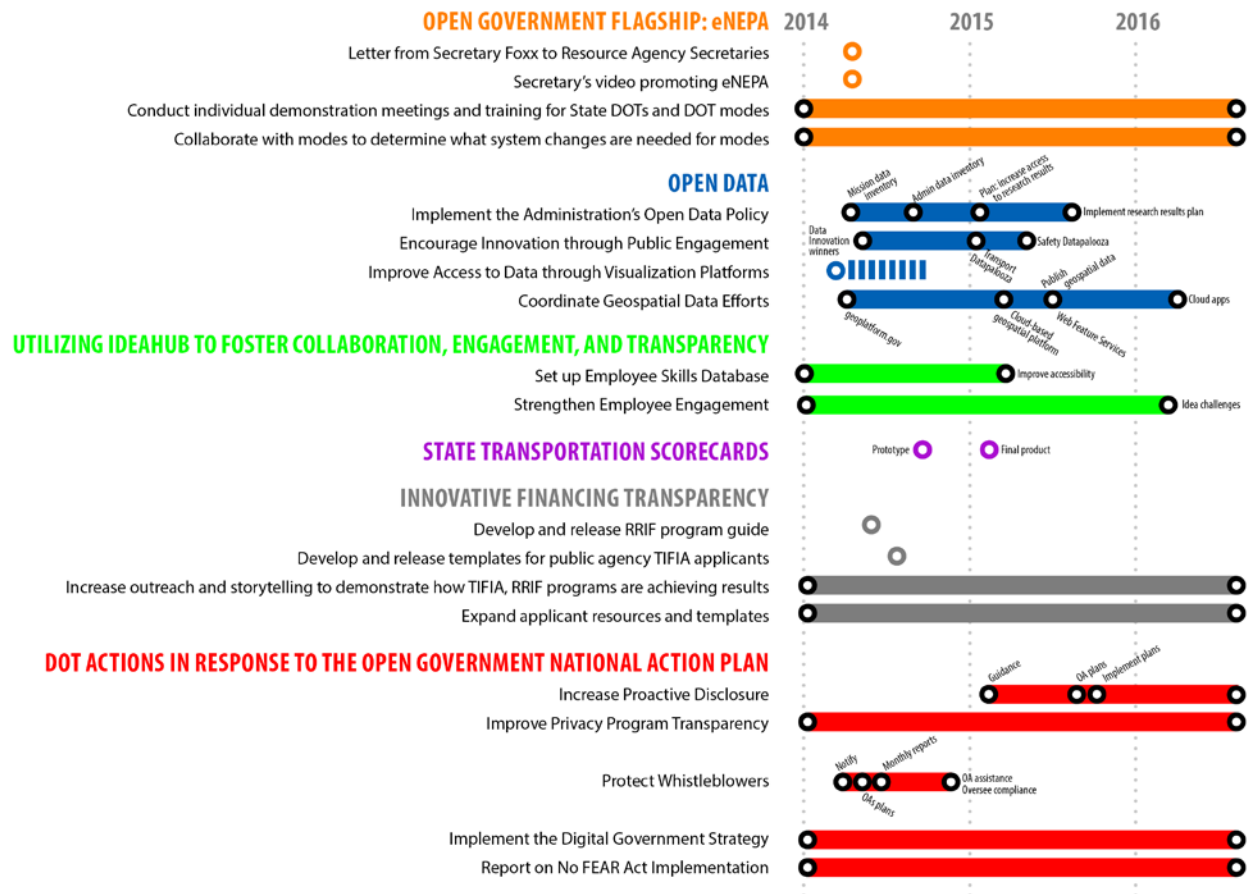 OPEN GOVERNMENT FLAGSHIP: eNEPA
2014
2015
2016
Letter from Secretary Foxx to Resource Agency Secretaries
Secretary's video promoting eNEPA
Conduct individual demonstration meetings and training for State DOTs and DOT modes
Collaborate with modes to determine what system changes are needed for modes
OPEN DATA
Mission data
inventory
Admin data inventory
Plan: increase access
to research results
Implement the Administration's Open Data Policy
Implement research results plan
Encourage Innovation through Public Engagement
Data
Innovation
winners
Transport
Datapalooza
Safety Datapalooza
Improve Access to Data through Visualization Platforms
Publish
geospatial data
Coordinate Geospatial Data Efforts
Cloud apps
geoplatform.gov
Cloud-based
geospatial platform
Web Feature Services
UTILIZING IDEAHUB TO FOSTER COLLABORATION, ENGAGEMENT, AND TRANSPARENCY
Set up Employee Skills Database
Improve accessibility
Strengthen Employee Engagement
Idea challenges
STATE TRANSPORTATION SCORECARDS
Prototype
Final product
INNOVATIVE FINANCING TRANSPARENCY
Develop and release RRIF program guide
Develop and release templates for public agency TIFIA applicants
Increase outreach and storytelling to demonstrate how TIFIA, RRIF programs are achieving results
Expand applicant resources and templates
DOT ACTIONS IN RESPONSE TO THE OPEN GOVERNMENT NATIONAL ACTION PLAN
Guidance
OA plans
Implement plans
Increase Proactive Disclosure
Improve Privacy Program Transparency
Notify
Monthly reports
Protect Whistleblowers
OA assistance
Oversee compliance
OAs plans
Implement the Digital Government Strategy
Report on No FEAR Act Implementation